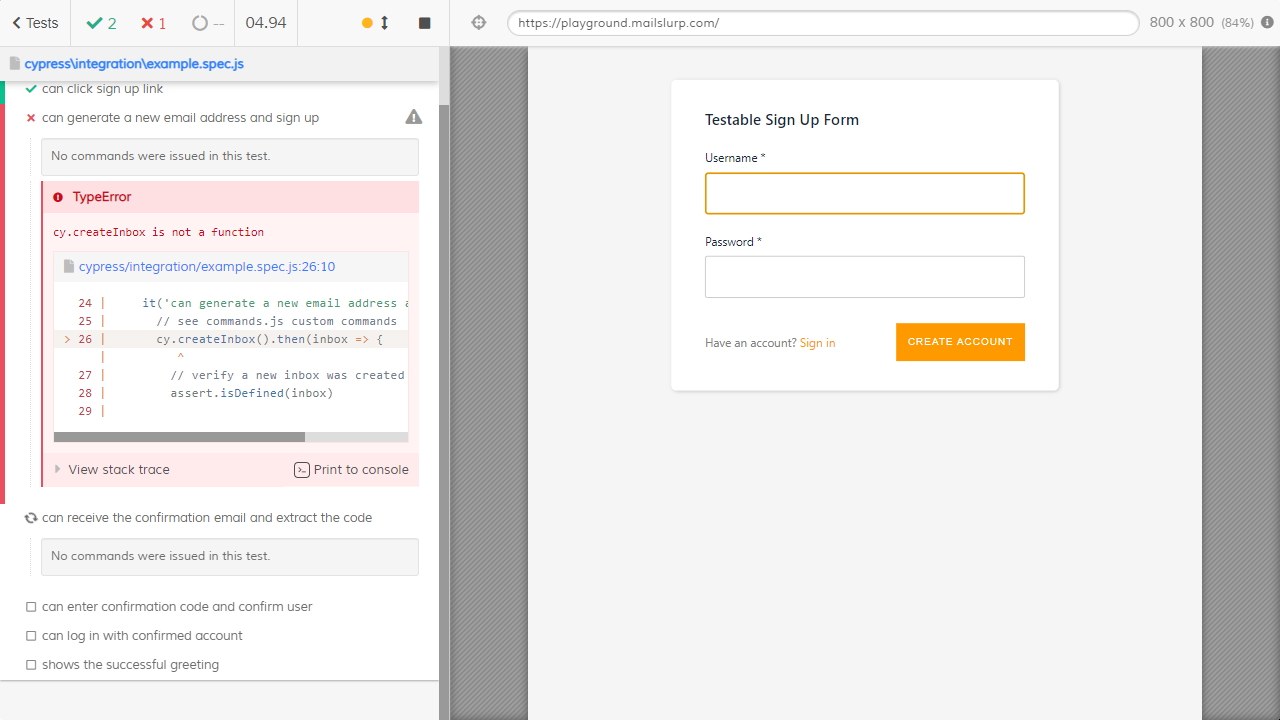 Tests
2
1
--
04.94
https://playground.mailslurp.com/
800 x 800 (84%)
cypress\integration\example.spec.js
can click sign up link
can generate a new email address and sign up
No commands were issued in this test.
TypeError
cy.createInbox is not a function
cypress/integration/example.spec.js:26:10
24 | it('can generate a new email address a
25 | // see commands.js custom commands
> 26 | cy.createInbox().then(inbox => {
| ^
27 | // verify a new inbox was created
28 | assert.isDefined(inbox)
29 |
View stack trace
Print to console
can receive the confirmation email and extract the code
No commands were issued in this test.
can enter confirmation code and confirm user
can log in with confirmed account
shows the successful greeting
Testable Sign Up Form
Username *
Password *
Have an account? Sign in
CREATE ACCOUNT